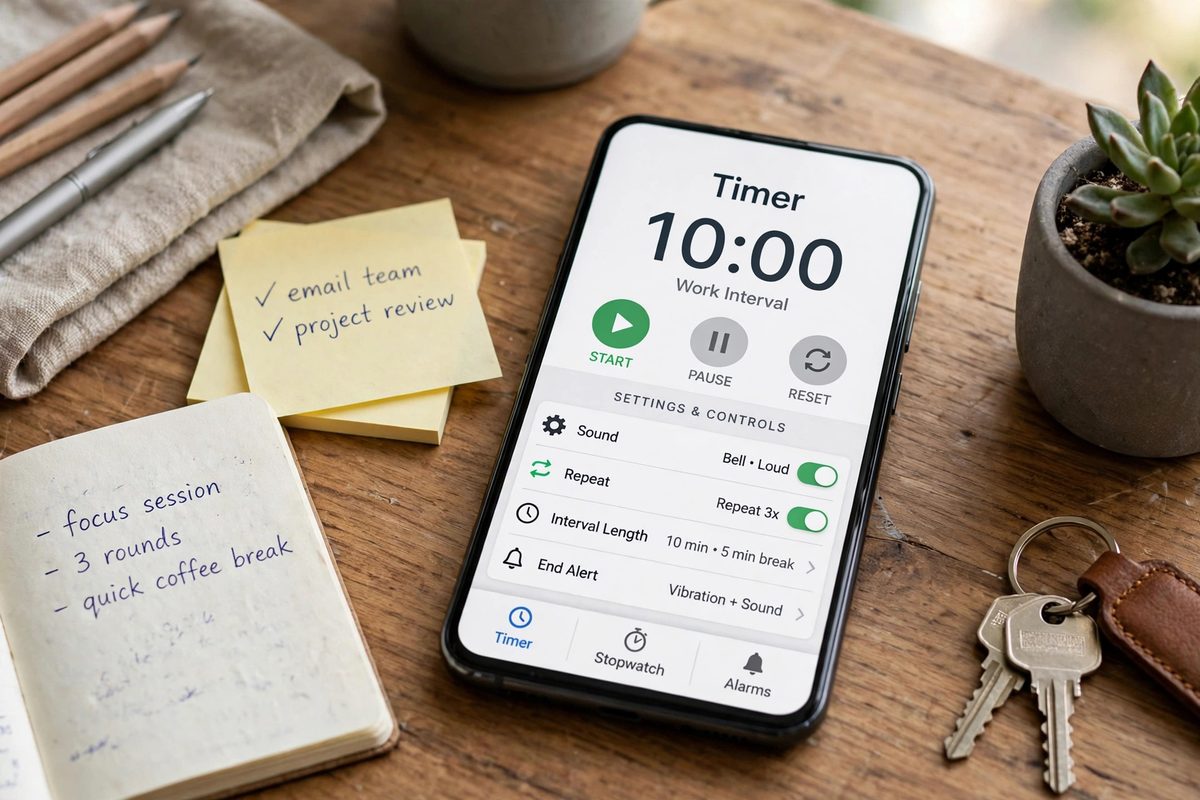 ✓ email team
✓ project review
- focus session
- 3 rounds
- quick coffee break
Timer
10:00
Work Interval
START
PAUSE
RESET
SETTINGS & CONTROLS
Sound
Bell • Loud
Repeat
Repeat 3x
Interval Length
10 min • 5 min break
End Alert
Vibration + Sound
Timer
Stopwatch
Alarms